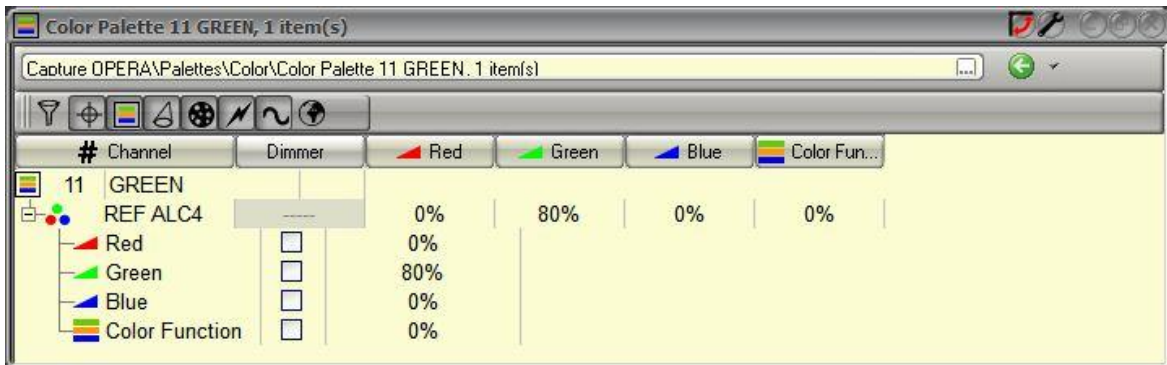 Color Palette 11 GREEN, 1 item(s)
Capture OPERA\Palettes\Color\Color Palette 11 GREEN. 1 item(s) ...
# Channel Dimmer Red Green Blue Color Fun...
11 GREEN
REF ALC4 ----- 0% 80% 0% 0%
Red 0%
Green 80%
Blue 0%
Color Function 0%